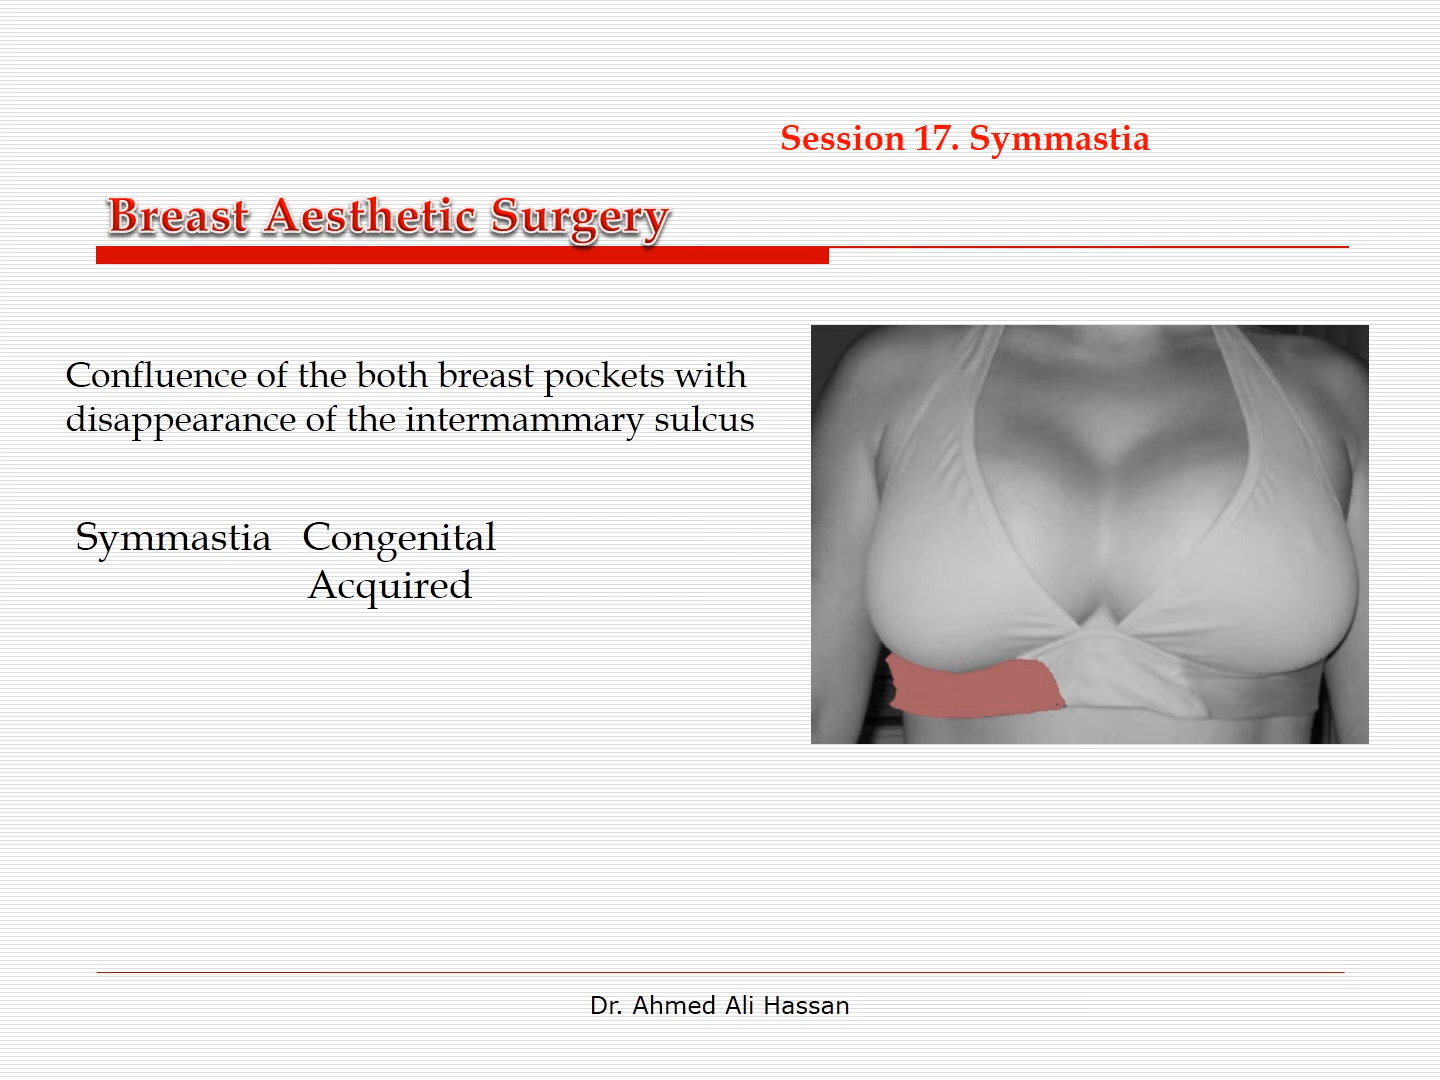 Session 17. Symmastia
Breast Aesthetic Surgery
Confluence of the both breast pockets with
disappearance of the intermammary sulcus
Symmastia Congenital
Acquired
Dr. Ahmed Ali Hassan